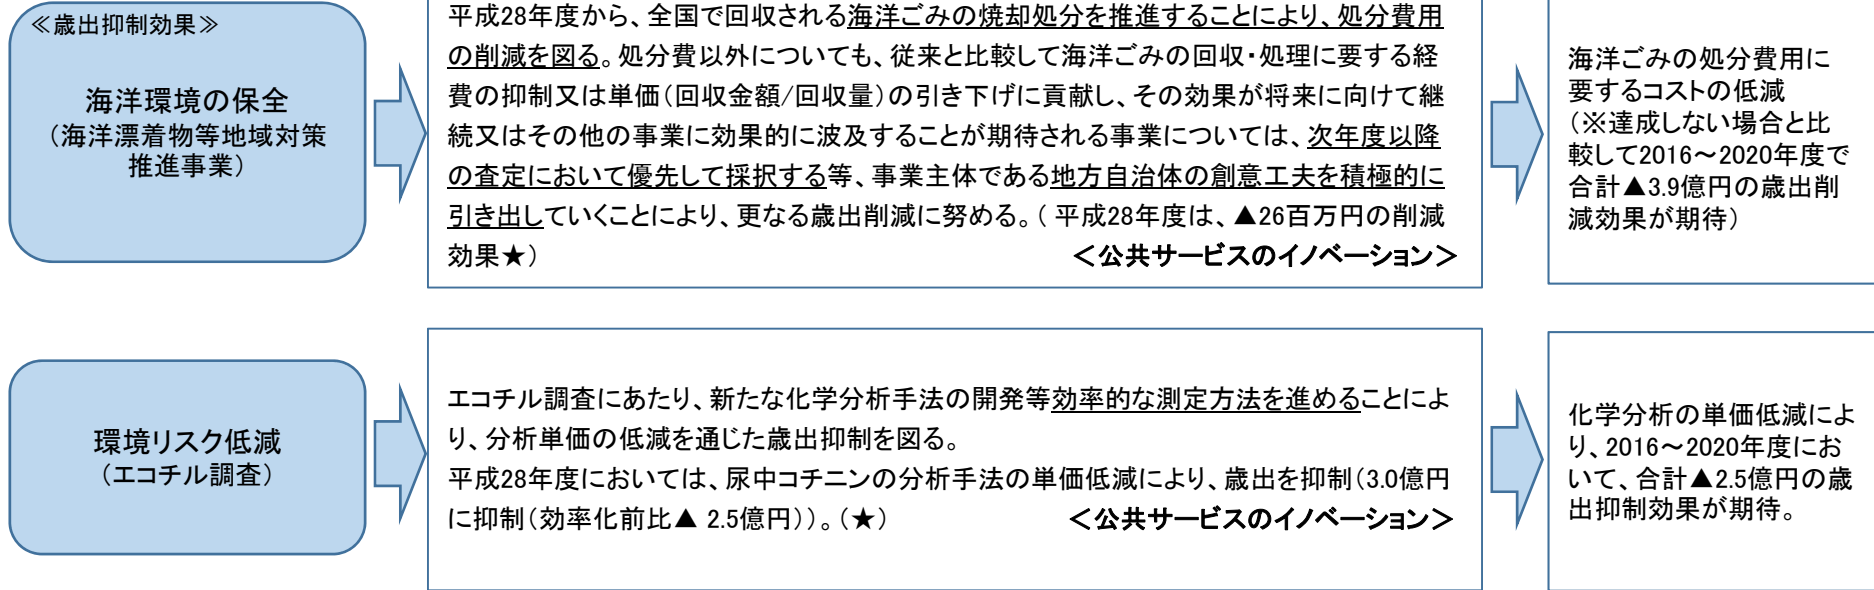 ≪歳出抑制効果≫
海洋環境の保全
（海洋漂着物等地域対策
推進事業）
平成28年度から、全国で回収される海洋ごみの焼却処分を推進することにより、処分費用
の削減を図る。処分費以外についても、従来と比較して海洋ごみの回収・処理に要する経
費の抑制又は単価（回収金額/回収量）の引き下げに貢献し、その効果が将来に向けて継
続又はその他の事業に効果的に波及することが期待される事業については、次年度以降
の査定において優先して採択する等、事業主体である地方自治体の創意工夫を積極的に
引き出していくことにより、更なる歳出削減に努める。（ 平成28年度は、▲26百万円の削減
効果★）
＜公共サービスのイノベーション＞
海洋ごみの処分費用に
要するコストの低減
（※達成しない場合と比
較して2016～2020年度で
合計▲3.9億円の歳出削
減効果が期待）
環境リスク低減
（エコチル調査）
エコチル調査にあたり、新たな化学分析手法の開発等効率的な測定方法を進めることによ
り、分析単価の低減を通じた歳出抑制を図る。
平成28年度においては、尿中コチニンの分析手法の単価低減により、歳出を抑制（3.0億円
に抑制（効率化前比▲ 2.5億円））。（★）
＜公共サービスのイノベーション＞
化学分析の単価低減によ
り、2016～2020年度にお
いて、合計▲2.5億円の歳
出抑制効果が期待。